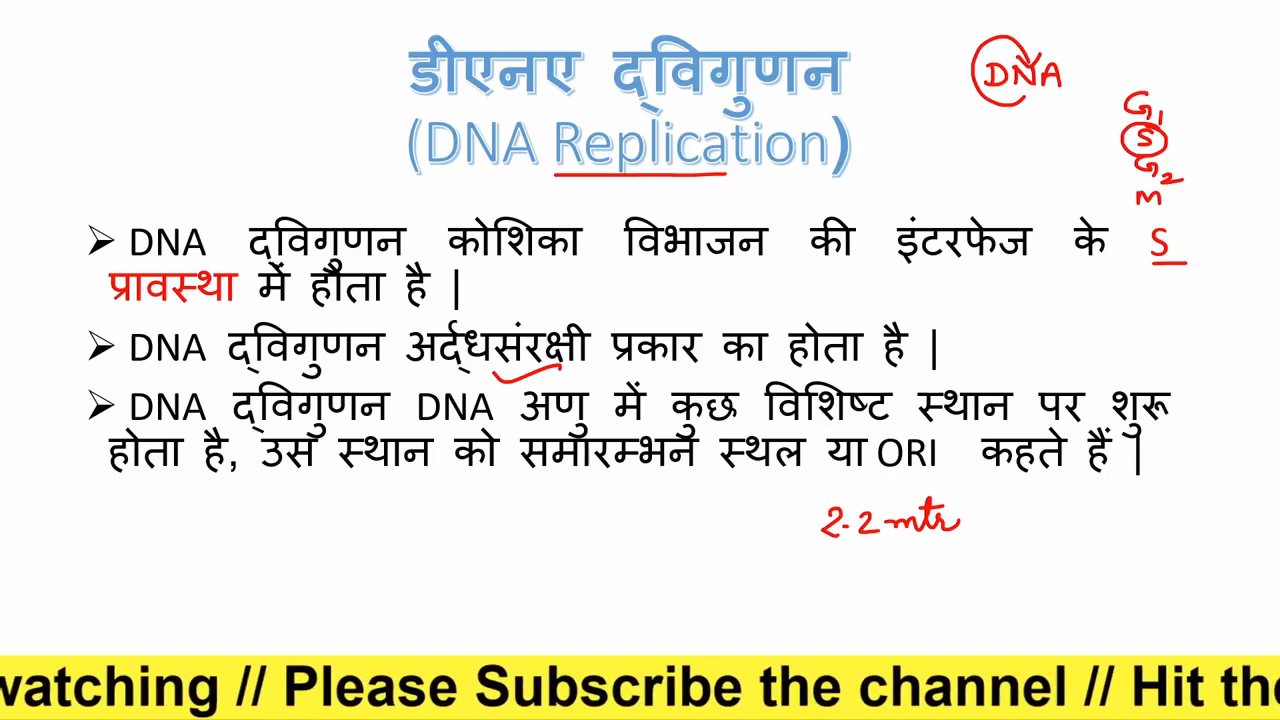 डीएनए द्विगुणन
(DNA Replication)
DNA
G1
S
G2
m
➢ DNA द्विगुणन कोशिका विभाजन की इंटरफेज के S
प्रावस्था में होता है |
➢ DNA द्विगुणन अर्द्धसंरक्षी प्रकार का होता है |
➢ DNA द्विगुणन DNA अणु में कुछ विशिष्ट स्थान पर शुरू
होता है, उस स्थान को समारम्भन स्थल या ORI कहते हैं |
2.2 mtr
watching // Please Subscribe the channel // Hit the